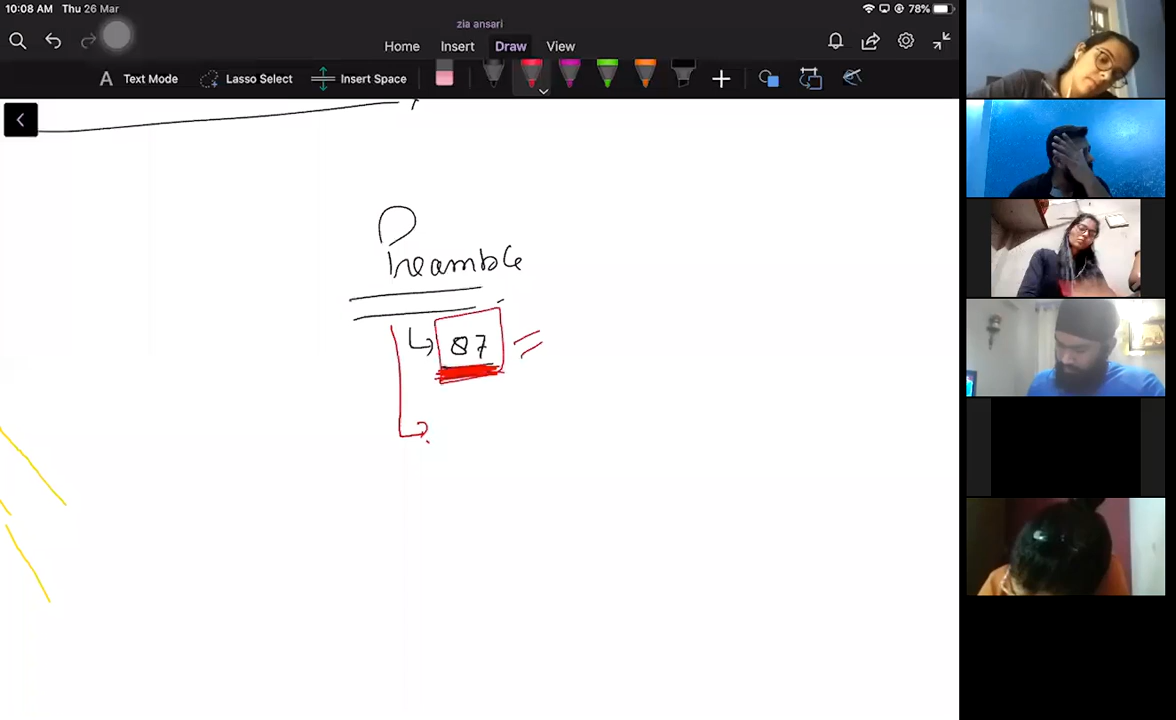 10:08 AM Thu 26 Mar
78%
zia ansari
Home Insert Draw View
Text Mode Lasso Select Insert Space
Preamble
87